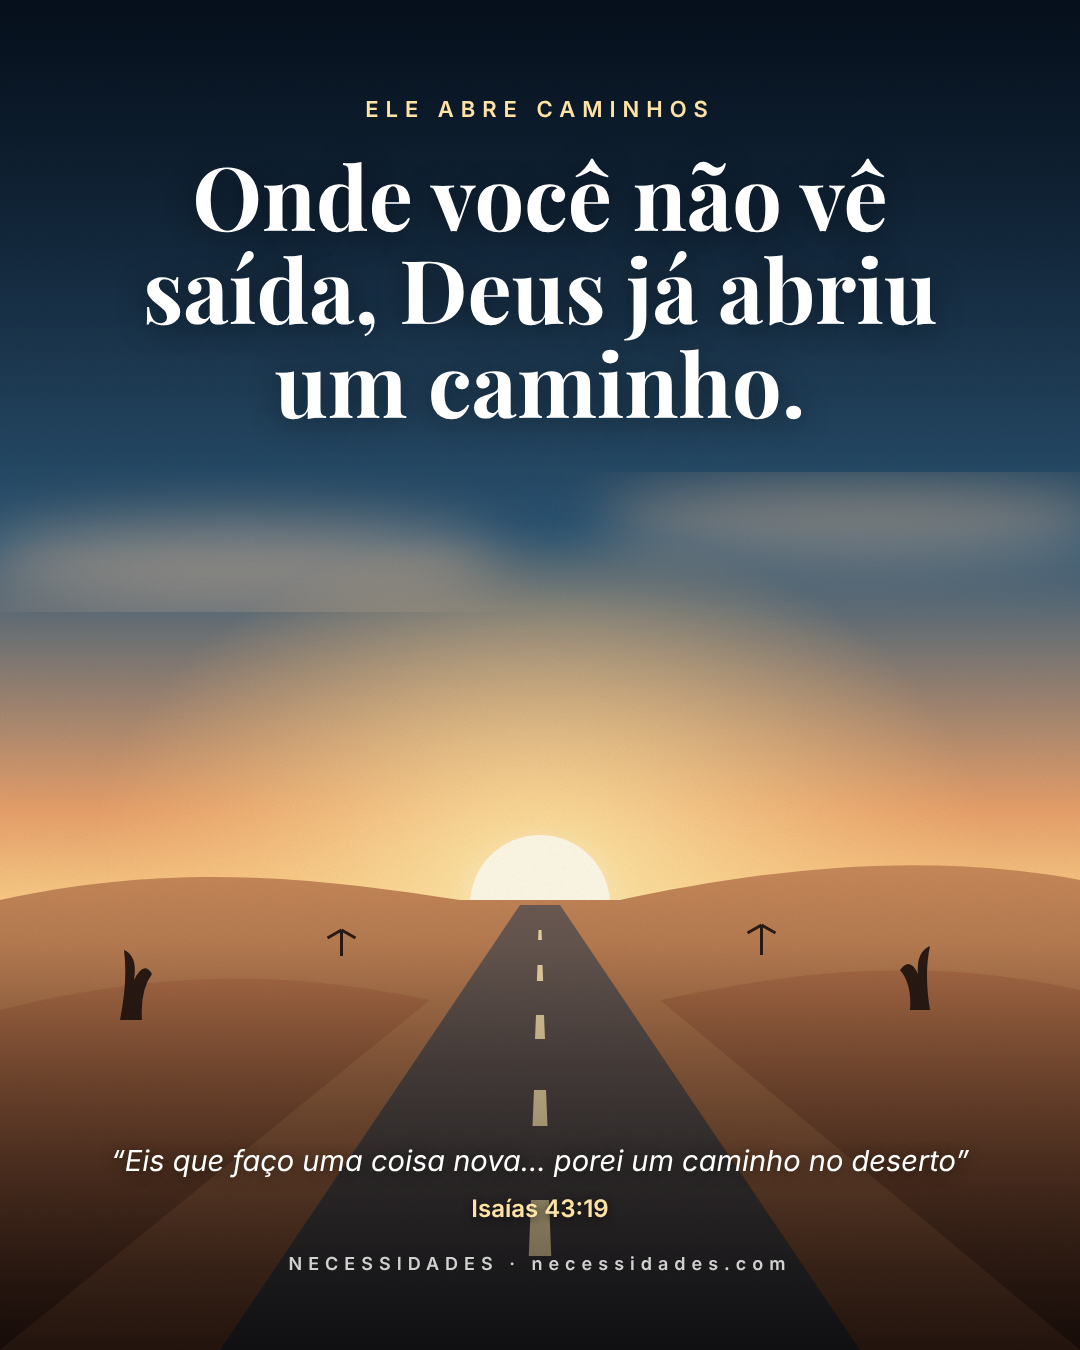 ELE ABRE CAMINHOS
Onde você não vê
saída, Deus já abriu
um caminho.
“Eis que faço uma coisa nova... porei um caminho no deserto”
Isaías 43:19
NECESSIDADES · necessidades.com